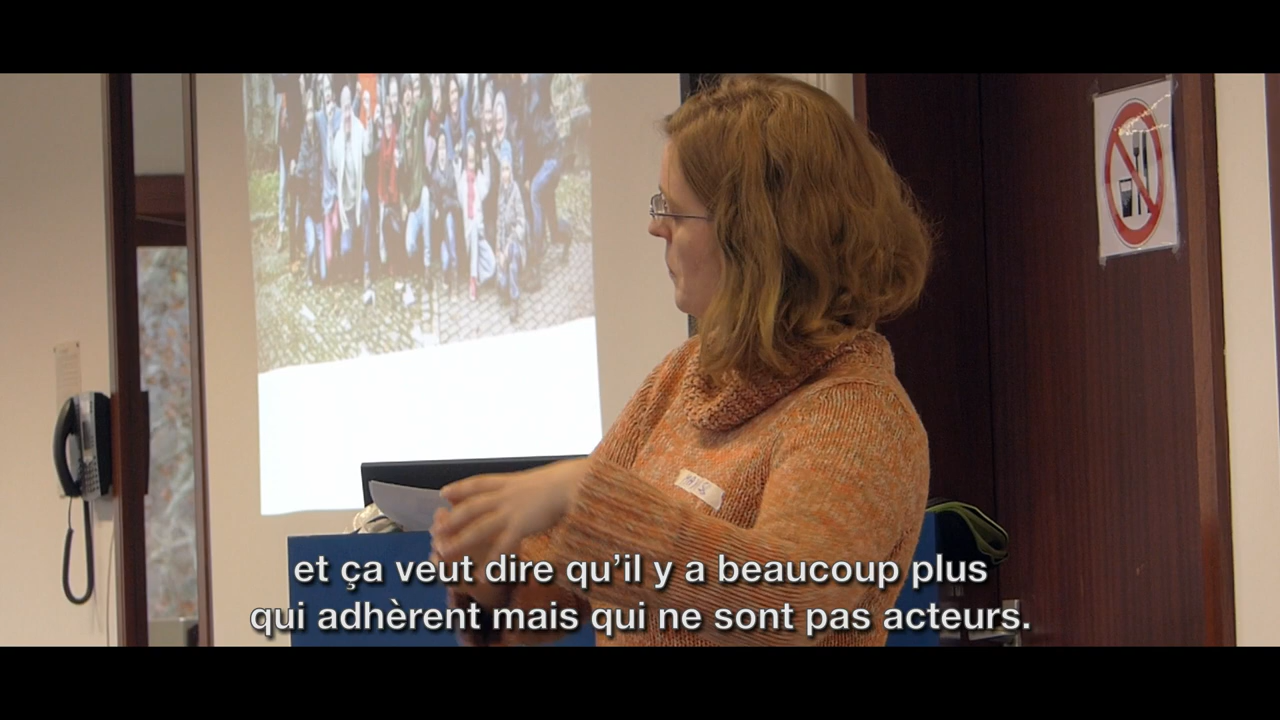 et ça veut dire qu’il y a beaucoup plus
qui adhèrent mais qui ne sont pas acteurs.